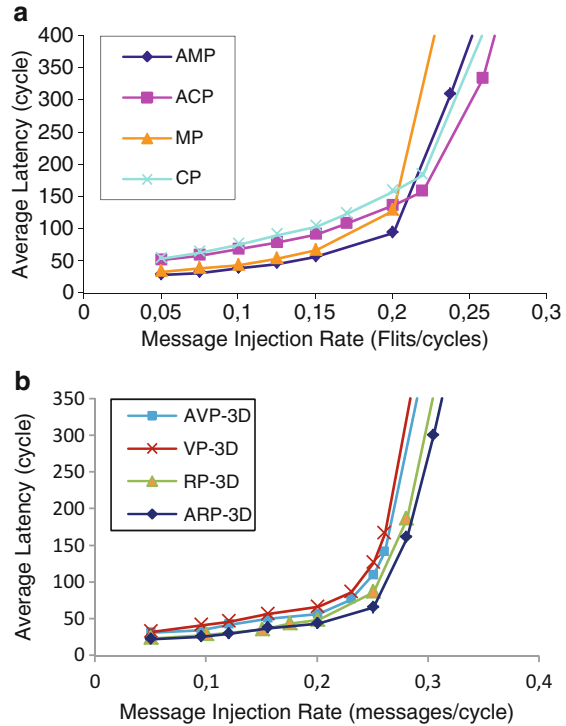 a
400
350
300
250
200
150
100
50
0
Average Latency (cycle)
AMP
ACP
MP
CP
0 0,05 0,1 0,15 0,2 0,25 0,3
Message Injection Rate (Flits/cycles)
b
350
300
250
200
150
100
50
0
Average Latency (cycle)
AVP-3D
VP-3D
RP-3D
ARP-3D
0 0,1 0,2 0,3 0,4
Message Injection Rate (messages/cycle)